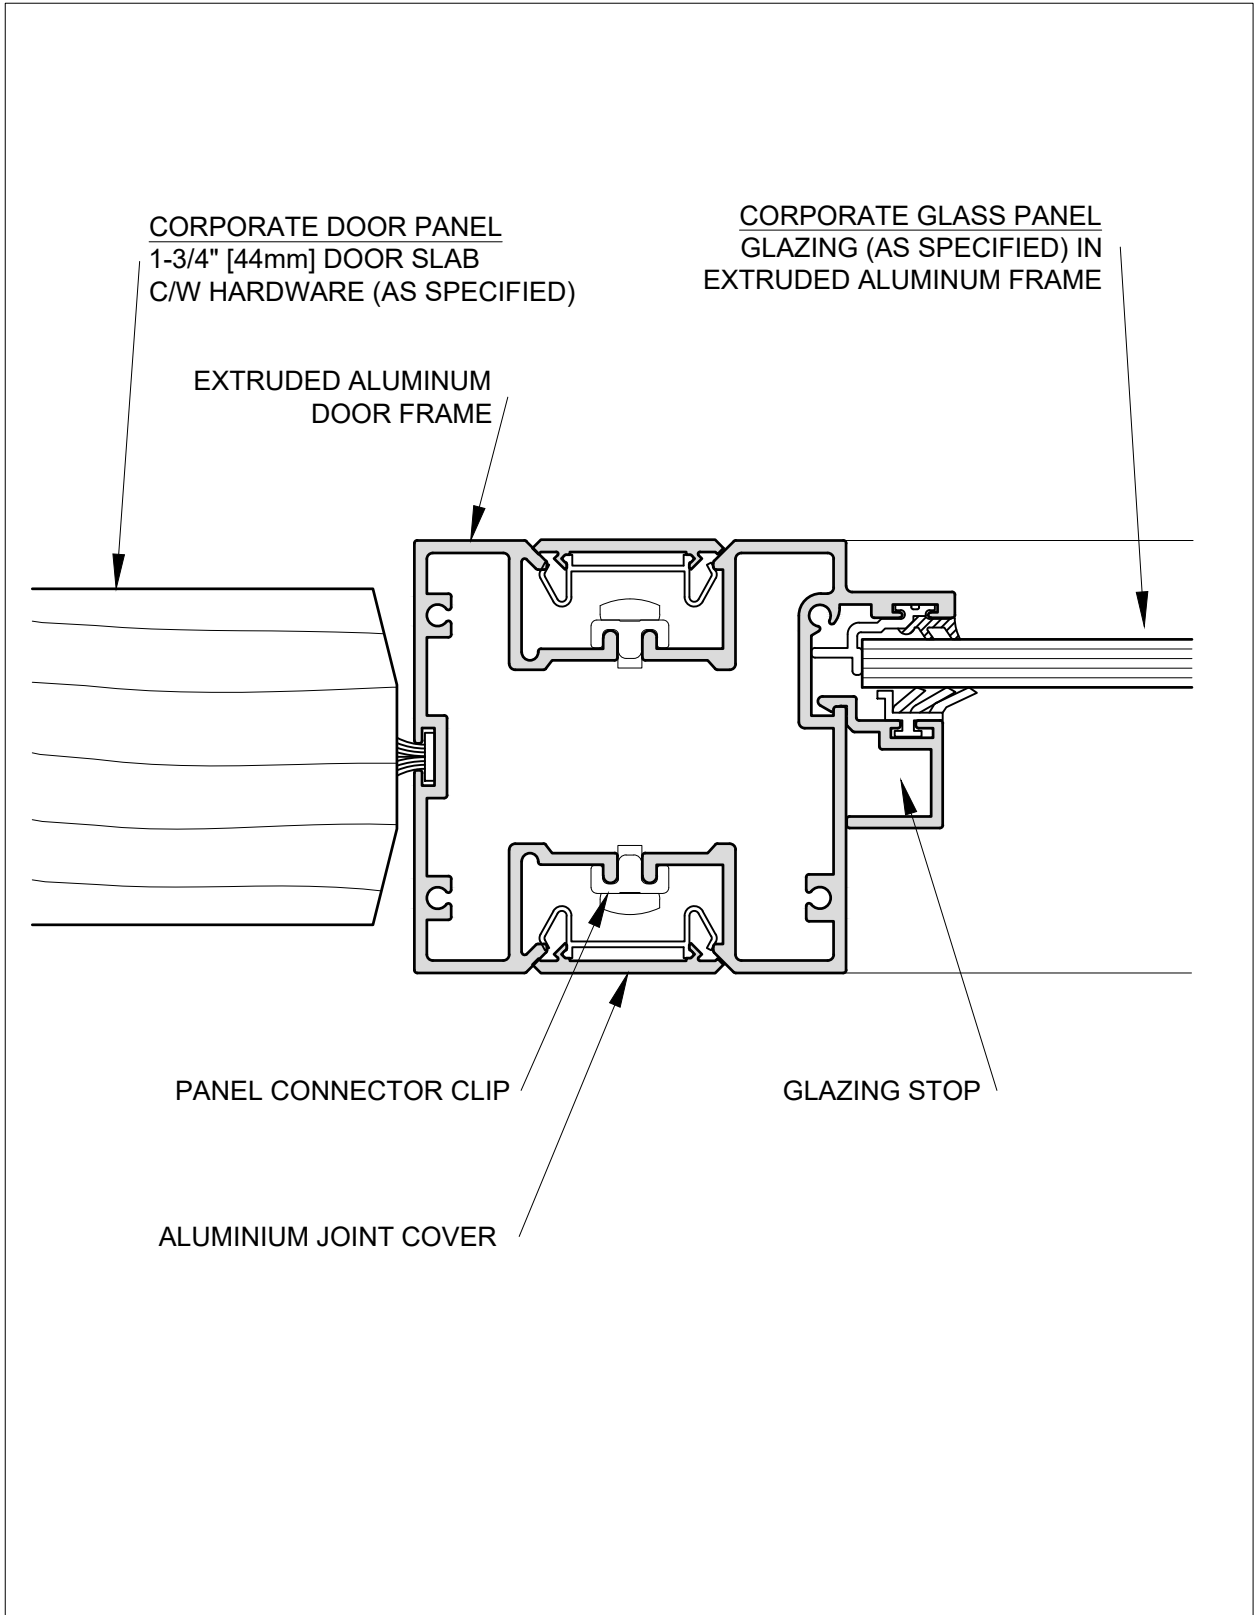 CORPORATE DOOR PANEL
1-3/4" [44mm] DOOR SLAB
C/W HARDWARE (AS SPECIFIED)
CORPORATE GLASS PANEL
GLAZING (AS SPECIFIED) IN
EXTRUDED ALUMINUM FRAME
EXTRUDED ALUMINUM
DOOR FRAME
PANEL CONNECTOR CLIP
GLAZING STOP
ALUMINIUM JOINT COVER